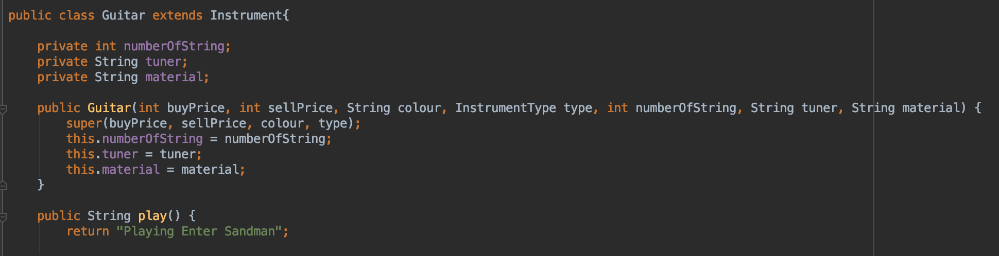 public class Guitar extends Instrument{
private int numberOfString;
private String tuner;
private String material;
public Guitar(int buyPrice, int sellPrice, String colour, InstrumentType type, int numberOfString, String tuner, String material) {
super(buyPrice, sellPrice, colour, type);
this.numberOfString = numberOfString;
this.tuner = tuner;
this.material = material;
}
public String play() {
return "Playing Enter Sandman";